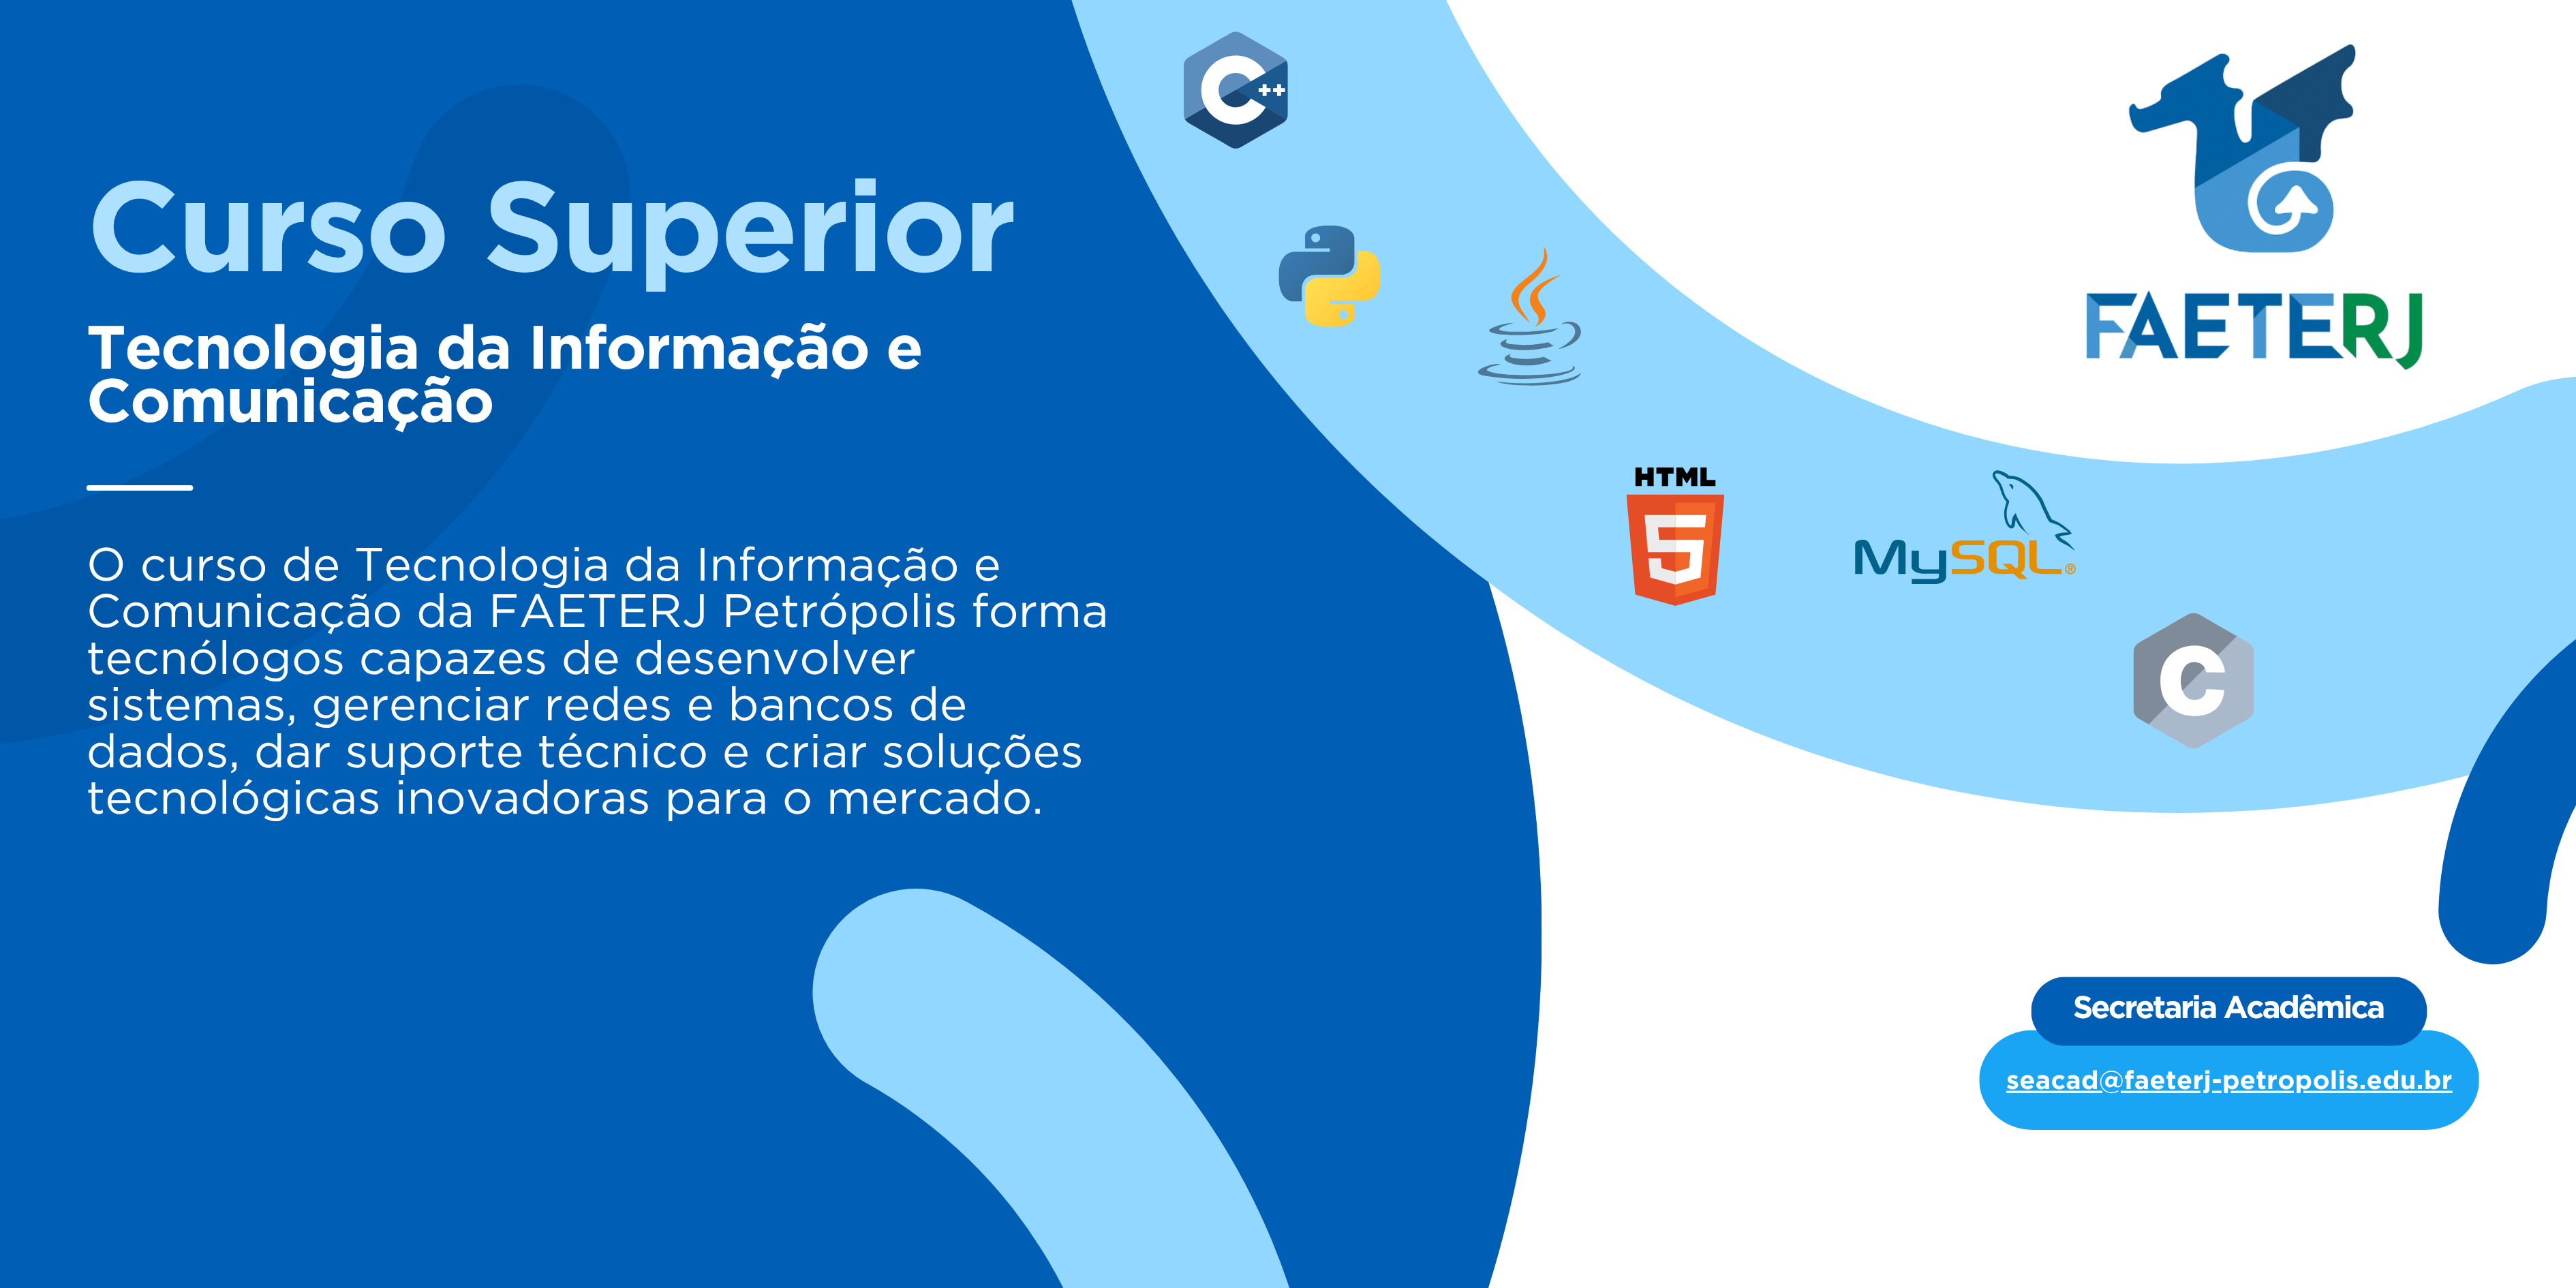 Curso Superior
Tecnologia da Informação e
Comunicação
O curso de Tecnologia da Informação e
Comunicação da FAETERJ Petrópolis forma
tecnólogos capazes de desenvolver
sistemas, gerenciar redes e bancos de
dados, dar suporte técnico e criar soluções
tecnológicas inovadoras para o mercado.
C++
HTML
5
MySQL®
C
FAETERJ
Secretaria Acadêmica
seacad@faeterj-petropolis.edu.br